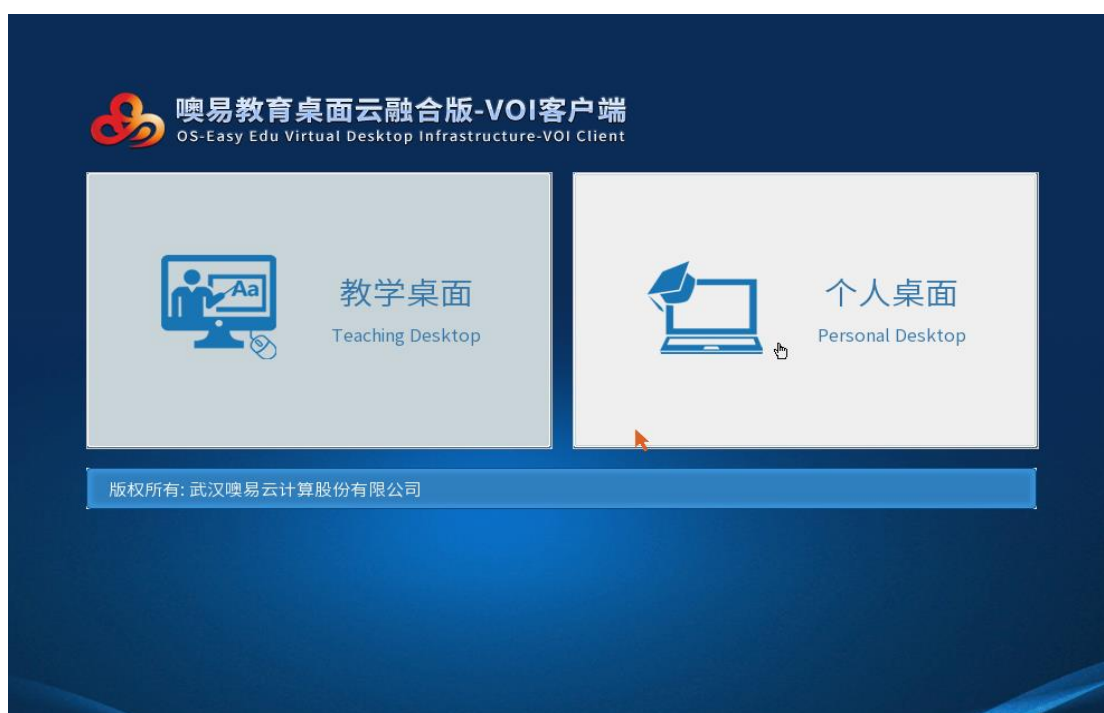 噢易教育桌面云融合版-VOI客户端
OS-Easy Edu Virtual Desktop Infrastructure-VOI Client
Aa
教学桌面
Teaching Desktop
个人桌面
Personal Desktop
版权所有: 武汉噢易云计算股份有限公司